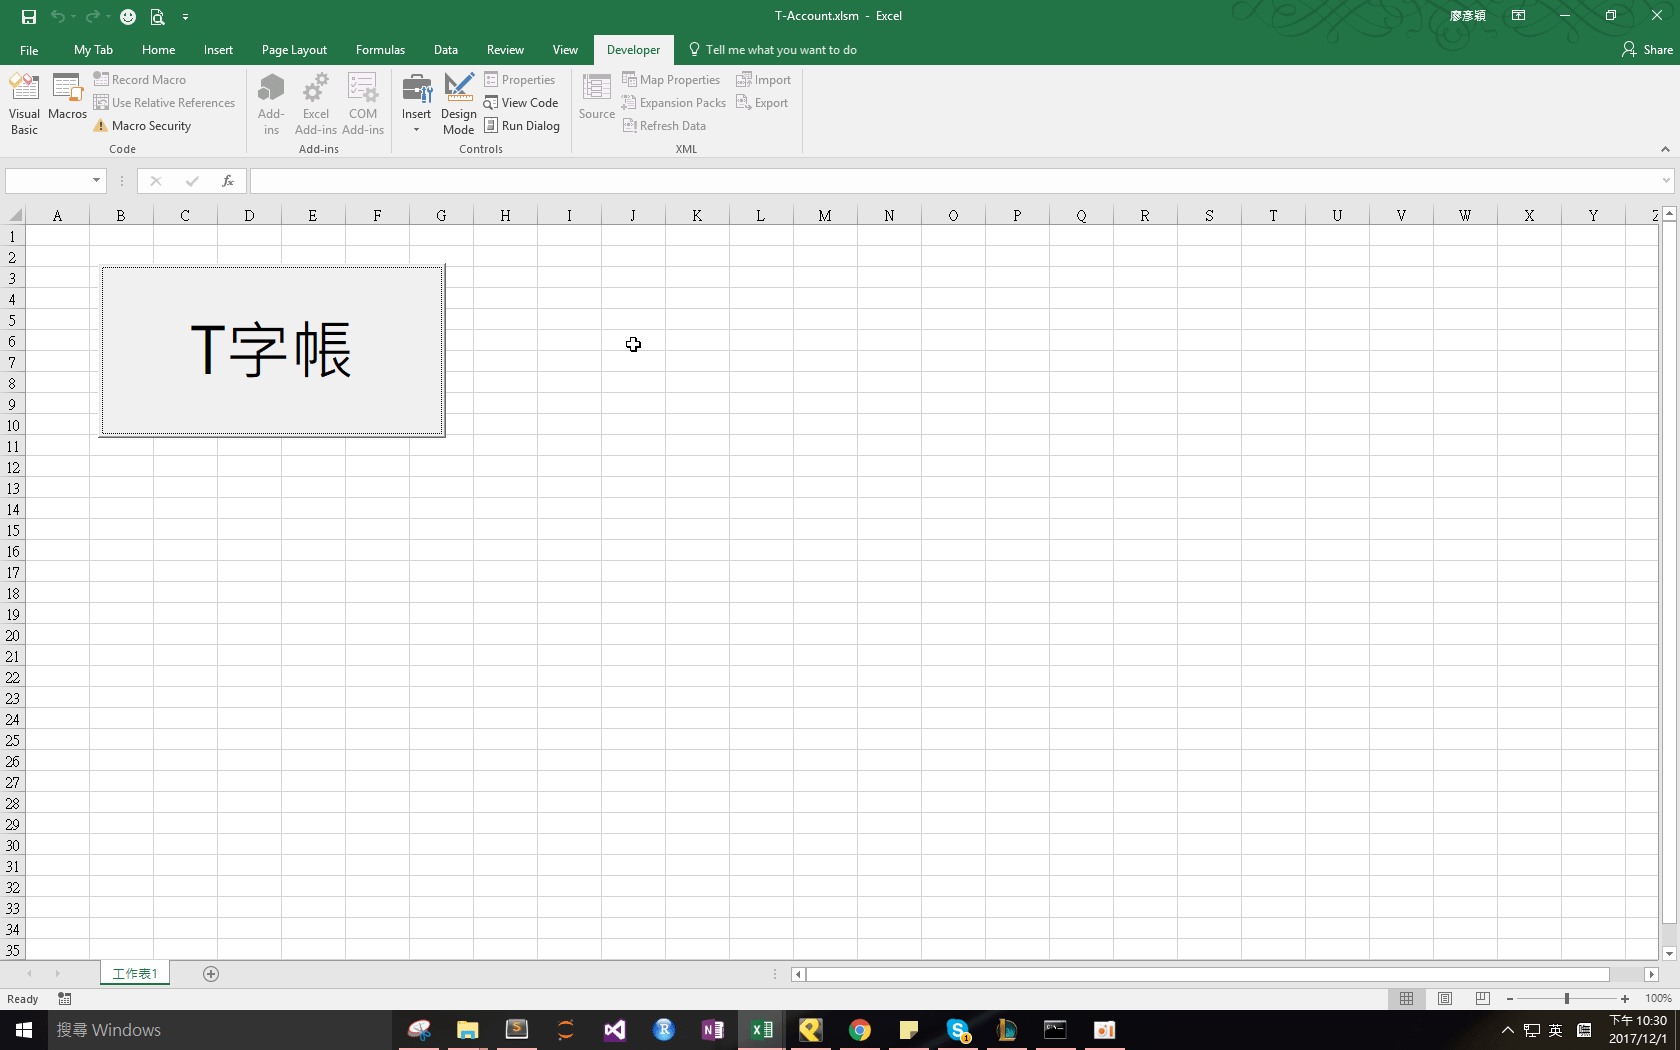 T-Account.xlsm - Excel
廖彥穎
File My Tab Home Insert Page Layout Formulas Data Review View Developer Tell me what you want to do Share
Visual Basic
Macros
Record Macro
Use Relative References
Macro Security
Code
Add-ins
Excel Add-ins
COM Add-ins
Add-ins
Insert
Design Mode
Properties
View Code
Run Dialog
Controls
Source
Map Properties
Expansion Packs
Refresh Data
Import
Export
XML
fx
A B C D E F G H I J K L M N O P Q R S T U V W X Y Z
1
2
3
4
5
6
7
8
9
10
11
12
13
14
15
16
17
18
19
20
21
22
23
24
25
26
27
28
29
30
31
32
33
34
35
T字帳
工作表1
Ready
100%
搜尋 Windows
英
下午 10:30
2017/12/1